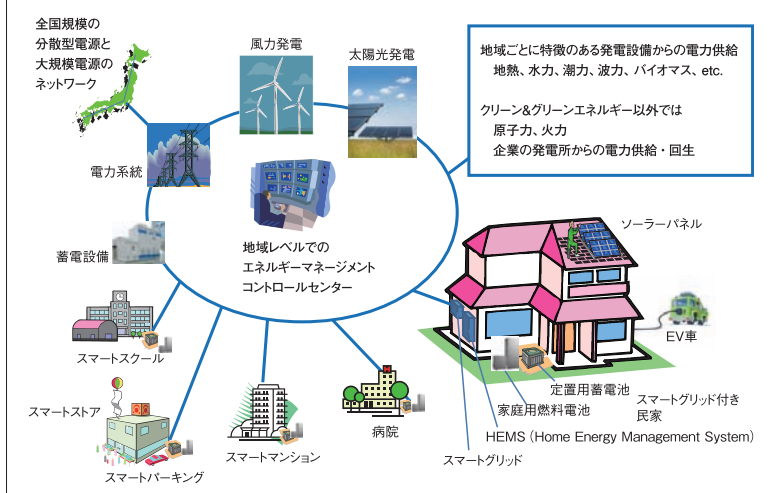 全国規模の
分散型電源と
大規模電源の
ネットワーク
風力発電
太陽光発電
地域ごとに特徴のある発電設備からの電力供給
地熱、水力、潮力、波力、バイオマス、etc.
クリーン&グリーンエネルギー以外では
原子力、火力
企業の発電所からの電力供給・回生
電力系統
蓄電設備
地域レベルでの
エネルギーマネージメント
コントロールセンター
ソーラーパネル
EV車
スマートスクール
スマートストア
スマートパーキング
スマートマンション
病院
定置用蓄電池
家庭用燃料電池
スマートグリッド付き
民家
HEMS（Home Energy Management System）
スマートグリッド